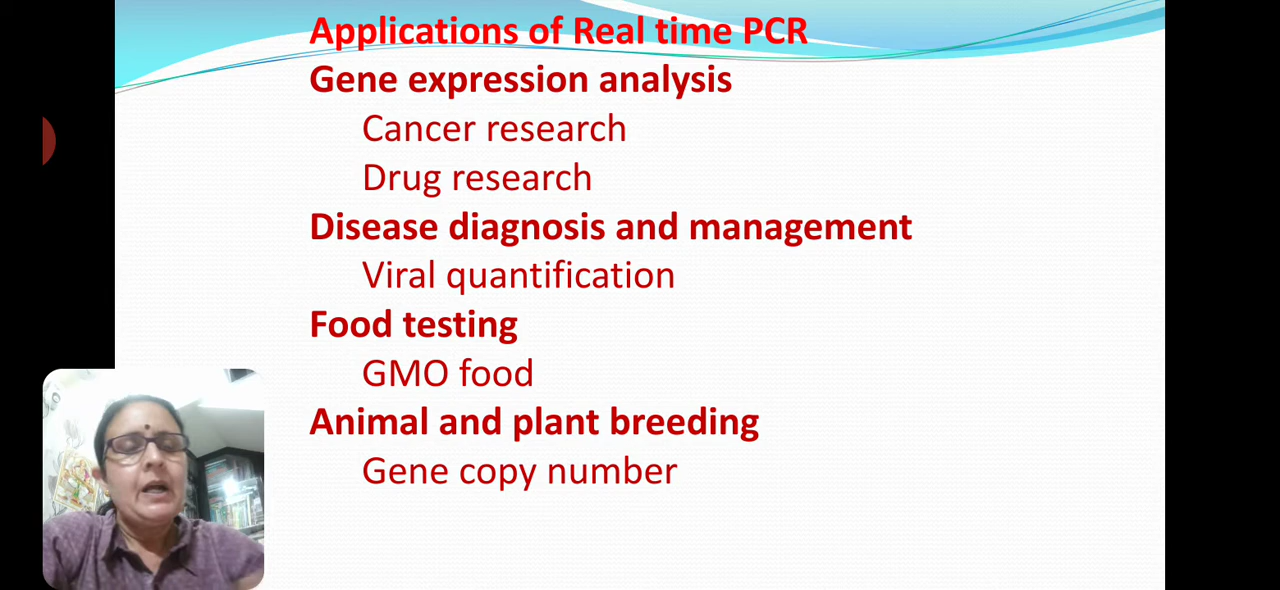 Applications of Real time PCR
Gene expression analysis
Cancer research
Drug research
Disease diagnosis and management
Viral quantification
Food testing
GMO food
Animal and plant breeding
Gene copy number